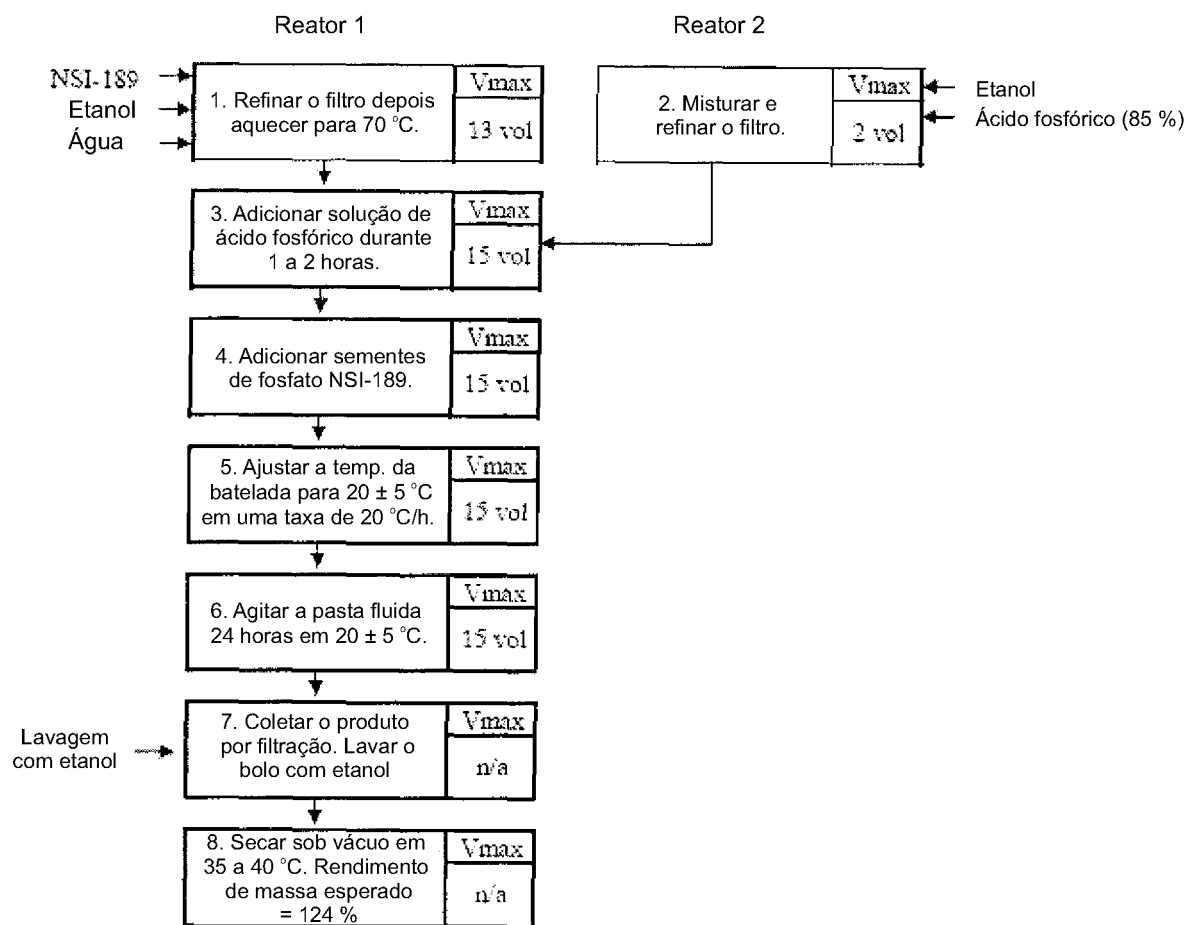 Reator 1
Reator 2
NSI-189
Etanol
Água
1. Refinar o filtro depois
aquecer para 70 °C.
Vmax
13 vol
2. Misturar e
refinar o filtro.
Vmax
2 vol
Etanol
Ácido fosfórico (85 %)
3. Adicionar solução de
ácido fosfórico durante
1 a 2 horas.
Vmax
15 vol
4. Adicionar sementes
de fosfato NSI-189.
Vmax
15 vol
5. Ajustar a temp. da
batelada para 20 ± 5 °C
em uma taxa de 20 °C/h.
Vmax
15 vol
6. Agitar a pasta fluida
24 horas em 20 ± 5 °C.
Vmax
15 vol
Lavagem
com etanol
7. Coletar o produto
por filtração. Lavar o
bolo com etanol
Vmax
n/a
8. Secar sob vácuo em
35 a 40 °C. Rendimento
de massa esperado
= 124 %
Vmax
n/a